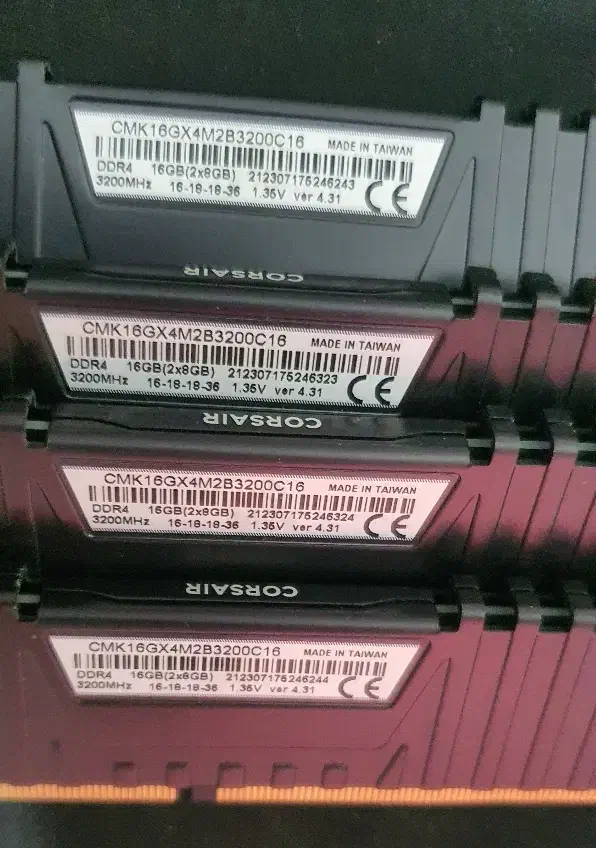 CMK16GX4M2B3200C16 MADE IN TAIWAN
DDR4 16GB(2x8GB) 212307175246243
3200MHz 16-18-18-36 1.35V ver 4.31 CE
CORSAIR
CMK16GX4M2B3200C16 MADE IN TAIWAN
DDR4 16GB(2x8GB) 212307175246323
3200MHz 16-18-18-36 1.35V ver 4.31 CE
CORSAIR
CMK16GX4M2B3200C16 MADE IN TAIWAN
DDR4 16GB(2x8GB) 212307175246324
3200MHz 16-18-18-36 1.35V ver 4.31 CE
CORSAIR
CMK16GX4M2B3200C16 MADE IN TAIWAN
DDR4 16GB(2x8GB) 212307175246244
3200MHz 16-18-18-36 1.35V ver 4.31 CE